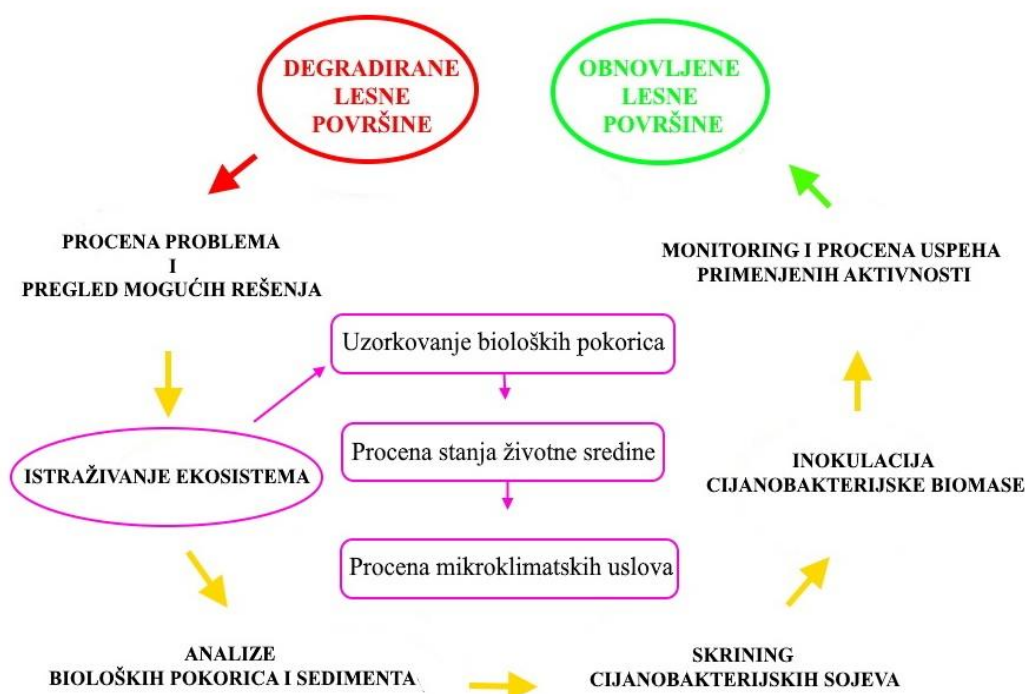 DEGRADIRANE
LESNE
POVRŠINE
OBNOVLJENE
LESNE
POVRŠINE
PROCENA PROBLEMA
I
PREGLED MOGUĆIH REŠENJA
MONITORING I PROCENA USPEHA
PRIMENJENIH AKTIVNOSTI
Uzorkovanje bioloških pokorica
ISTRAŽIVANJE EKOSISTEMA
Procena stanja životne sredine
INOKULACIJA
CIJANOBAKTERIJSKE BIOMASE
Procena mikroklimatskih uslova
ANALIZE
BIOLOŠKIH POKORICA I SEDIMENTA
SKRINING
CIJANOBAKTERIJSKIH SOJEVA